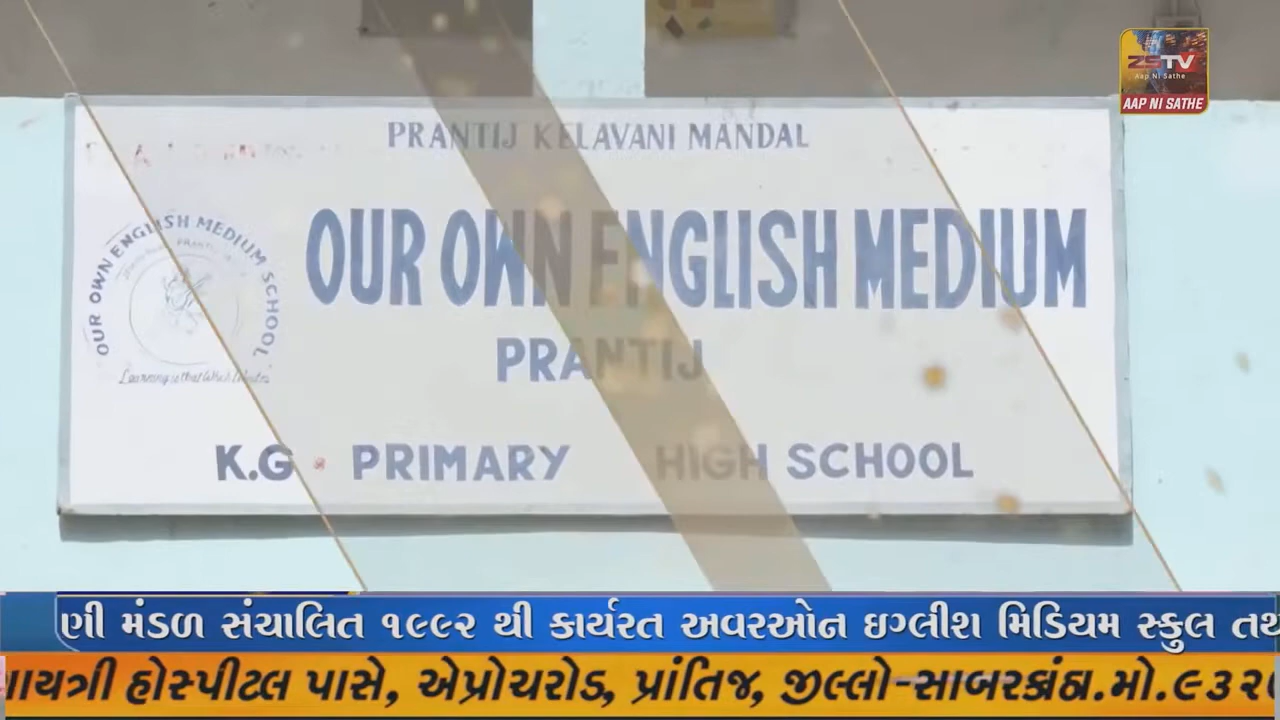 ZSTV
Aap Ni Sathe
AAP NI SATHE
PRANTIJ KELAVANI MANDAL
OUR OWN ENGLISH MEDIUM SCHOOL
OUR OWN ENGLISH MEDIUM
PRANTIJ
K.G PRIMARY HIGH SCHOOL
ણી મંડળ સંચાલિત ૧૯૯૨ થી કાર્યરત અવરઓન ઇગ્લીશ મિડિયમ સ્કુલ તથ
ાયત્રી હોસ્પીટલ પાસે, એપ્રોચરોડ, પ્રાંતિજ, જીલ્લો-સાબરકાંઠા.મો.૯૩૨